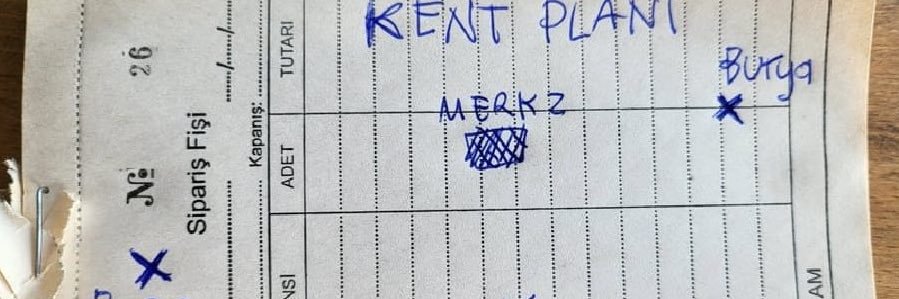 KENT PLANI
Burya
MERKZ
X
X
№ 26
Sipariş Fişi
...../...../.....
Kapanış:
TUTARI
ADET